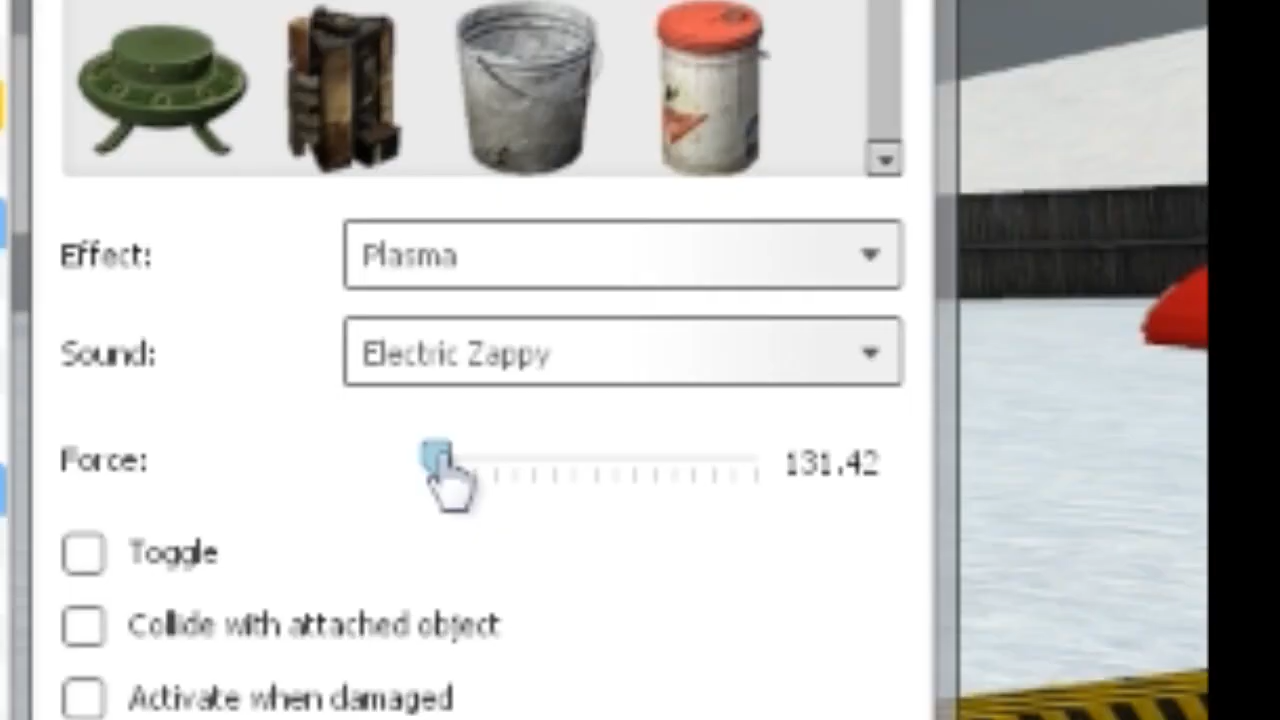 Effect: Plasma
Sound: Electric Zappy
Force: 131.42
Toggle
Collide with attached object
Activate when damaged